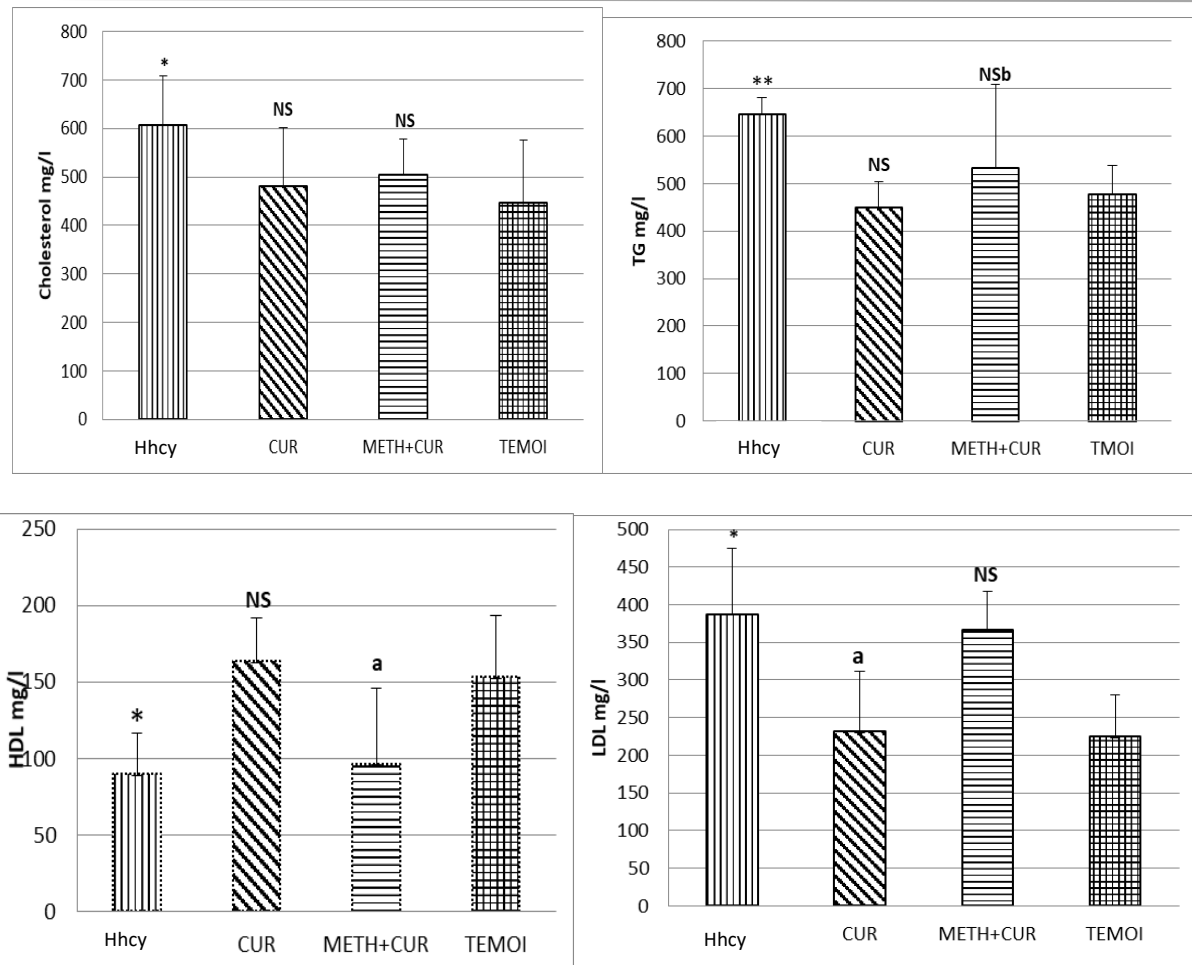 Cholesterol mg/l
800
700
600
500
400
300
200
100
0
*
NS
NS
Hhcy CUR METH+CUR TEMOI
TG mg/l
800
700
600
500
400
300
200
100
0
**
NS
NSb
Hhcy CUR METH+CUR TMOI
HDL mg/l
250
200
150
100
50
0
*
NS
a
Hhcy CUR METH+CUR TEMOI
LDL mg/l
500
450
400
350
300
250
200
150
100
50
0
*
a
NS
Hhcy CUR METH+CUR TEMOI